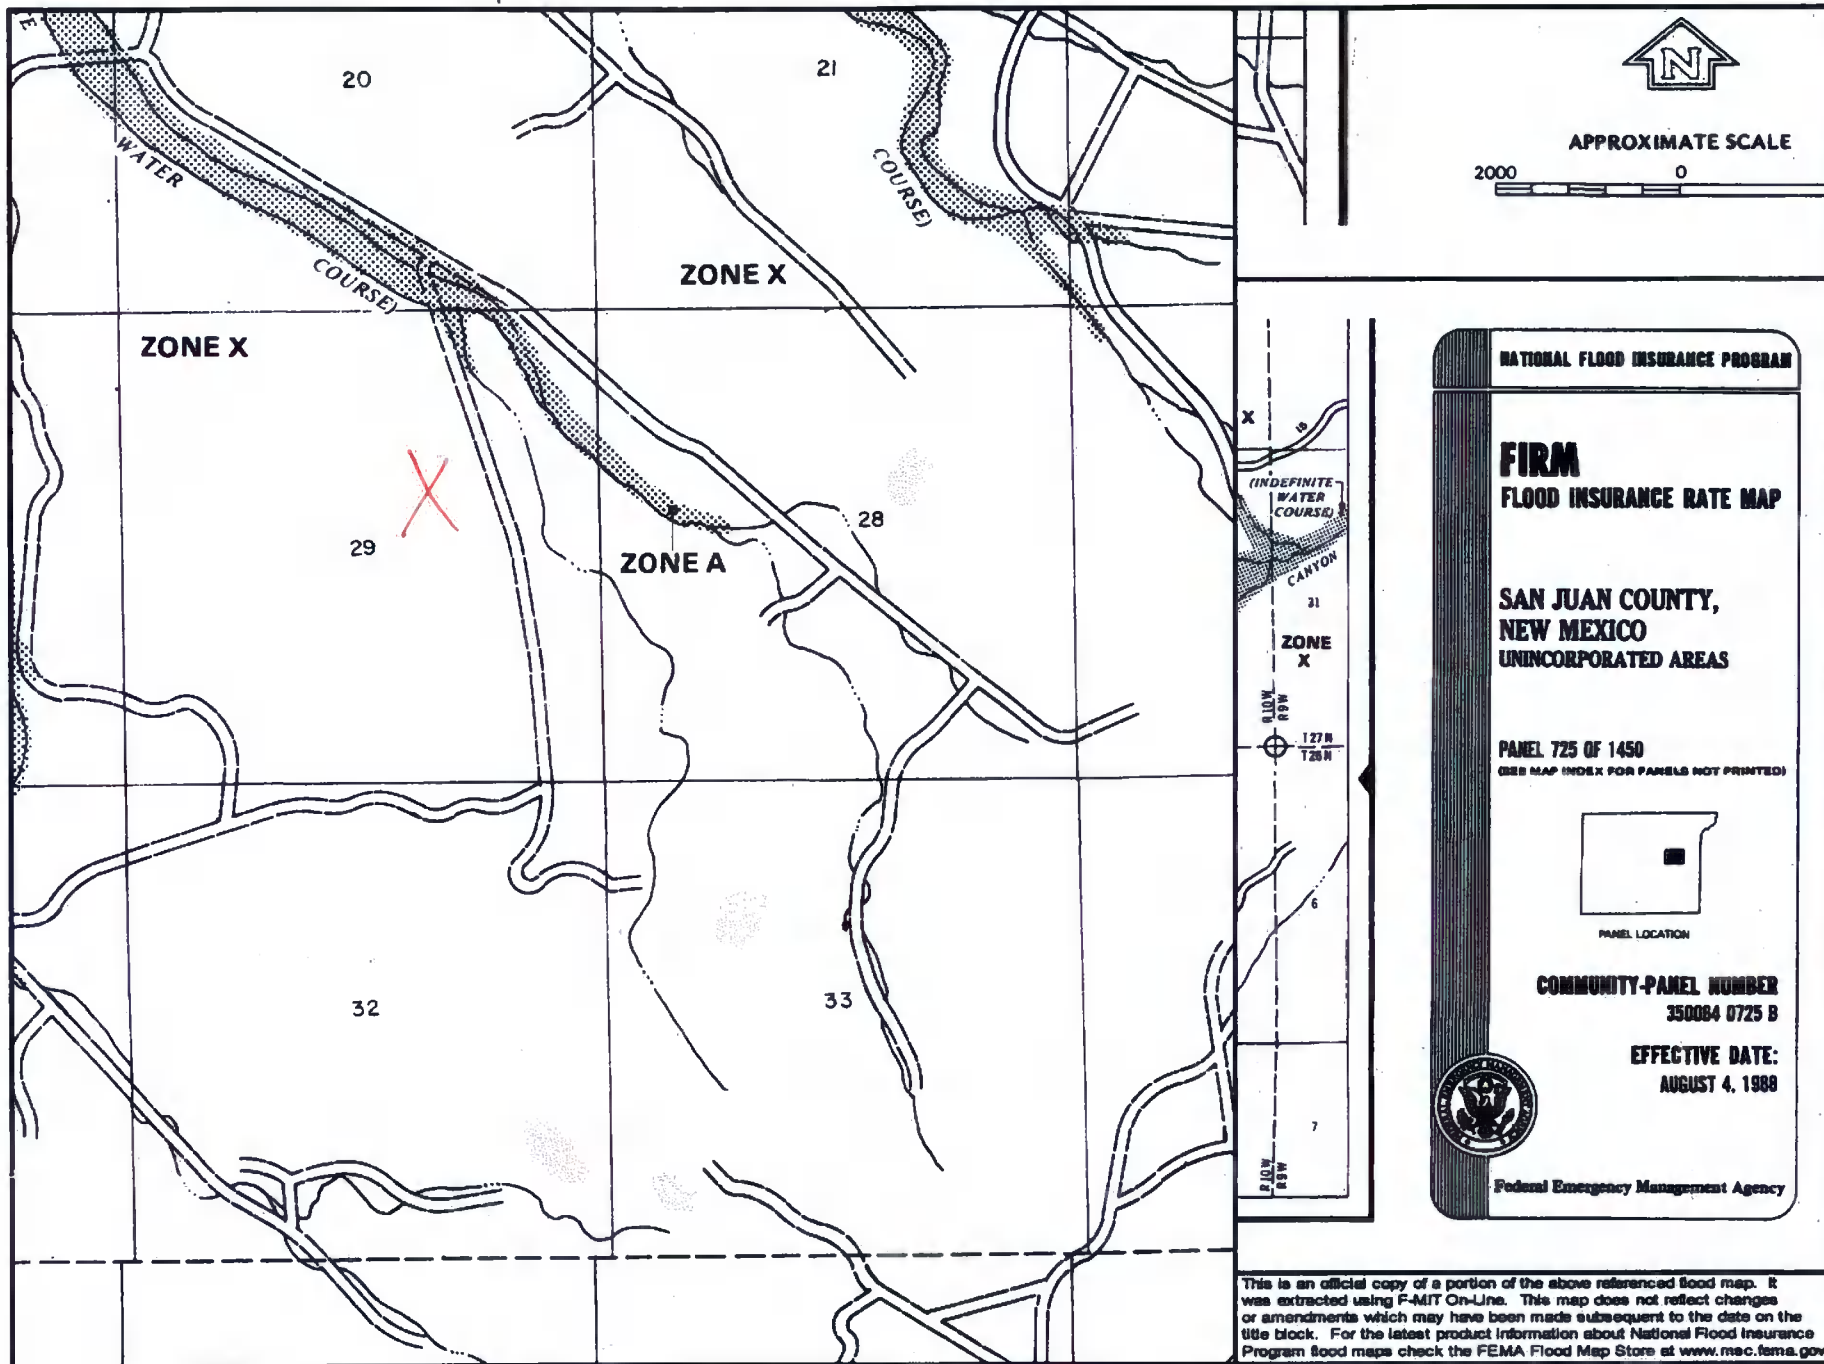 20
21
WATER
COURSE)
COURSE)
ZONE X
ZONE X
28
29
ZONE A
32
33
N
APPROXIMATE SCALE
2000 0
X
(INDEFINITE
WATER
COURSE)
CANYON
31
ZONE
X
R10W
R9W
T27N
T26N
6
7
R10W
R9W
NATIONAL FLOOD INSURANCE PROGRAM
FIRM
FLOOD INSURANCE RATE MAP
SAN JUAN COUNTY,
NEW MEXICO
UNINCORPORATED AREAS
PANEL 725 OF 1450
(SEE MAP INDEX FOR PANELS NOT PRINTED)
PANEL LOCATION
COMMUNITY-PANEL NUMBER
350064 0725 B
EFFECTIVE DATE:
AUGUST 4, 1988
Federal Emergency Management Agency
This is an official copy of a portion of the above referenced flood map. It
was extracted using F-MIT On-Line. This map does not reflect changes
or amendments which may have been made subsequent to the date on the
title block. For the latest product information about National Flood Insurance
Program flood maps check the FEMA Flood Map Store at www.msc.fema.gov